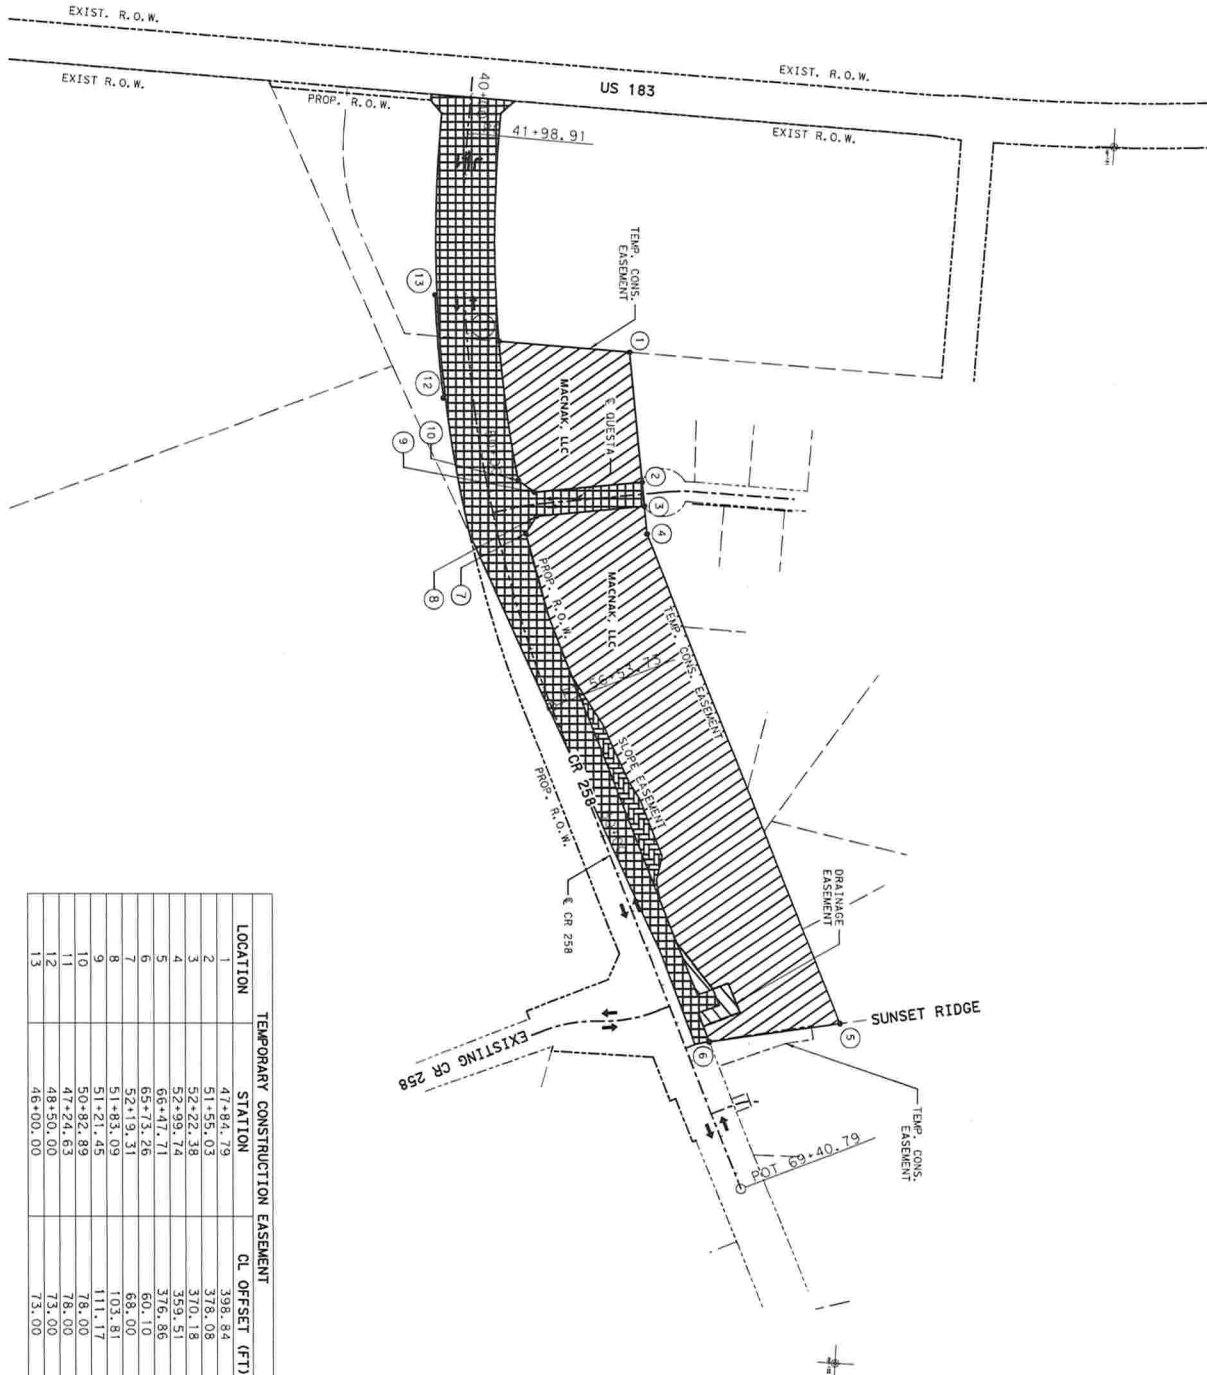 EXIST. R.O.W.
EXIST R.O.W.
US 183
EXIST. R.O.W.
EXIST R.O.W.
PROP. R.O.W.
41+98.91
TEMP. CONS.
EASEMENT
1
13
12
10
9
MACNAK, LLC
℄ QUESTA
2
3
4
8
7
MACNAK, LLC
PROP. R.O.W.
TEMP. CONS. EASEMENT
SLOPE EASEMENT
CR 258
PROP. R.O.W.
℄ CR 258
DRAINAGE
EASEMENT
SUNSET RIDGE
5
6
EXISTING CR 258
TEMP. CONS.
EASEMENT
POT 69+40.79
TEMPORARY CONSTRUCTION EASEMENT
LOCATION STATION CL OFFSET (FT)
1 47+84.79 398.84
2 51+55.03 378.08
3 52+22.38 370.18
4 52+99.74 359.51
5 66+47.71 376.86
6 65+73.26 60.10
7 52+19.31 68.00
8 51+83.09 103.81
9 51+21.45 111.17
10 50+82.89 78.00
11 47+24.63 78.00
12 48+50.00 73.00
13 46+00.00 73.00